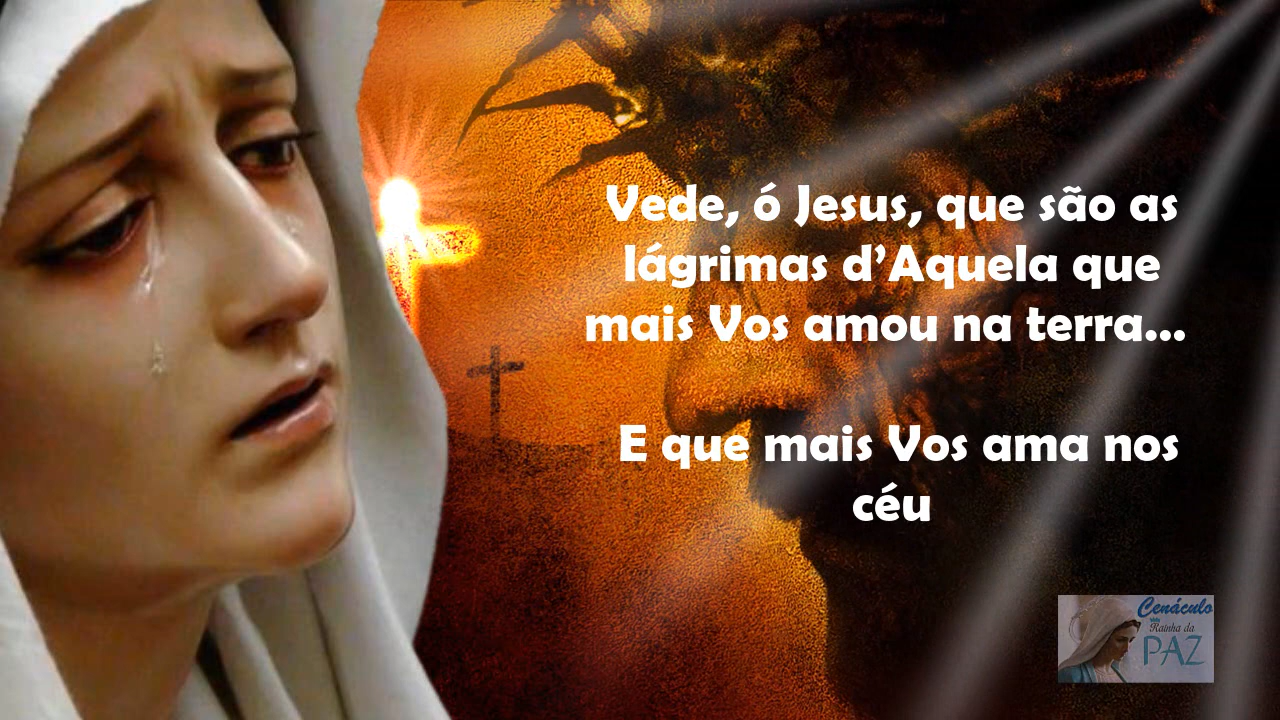 Vede, ó Jesus, que são as
lágrimas d’Aquela que
mais Vos amou na terra...
E que mais Vos ama nos
céu
Cenáculo
Rainha da
PAZ